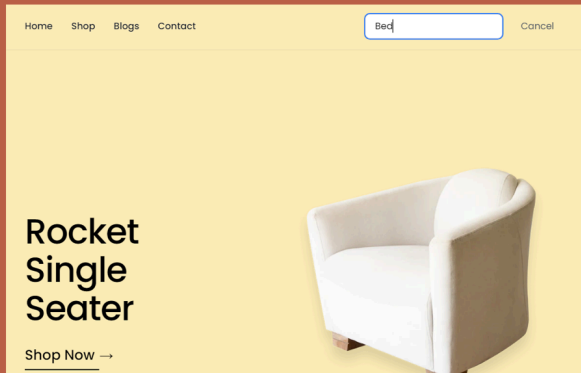 Home Shop Blogs Contact Bed Cancel
Rocket
Single
Seater
Shop Now →